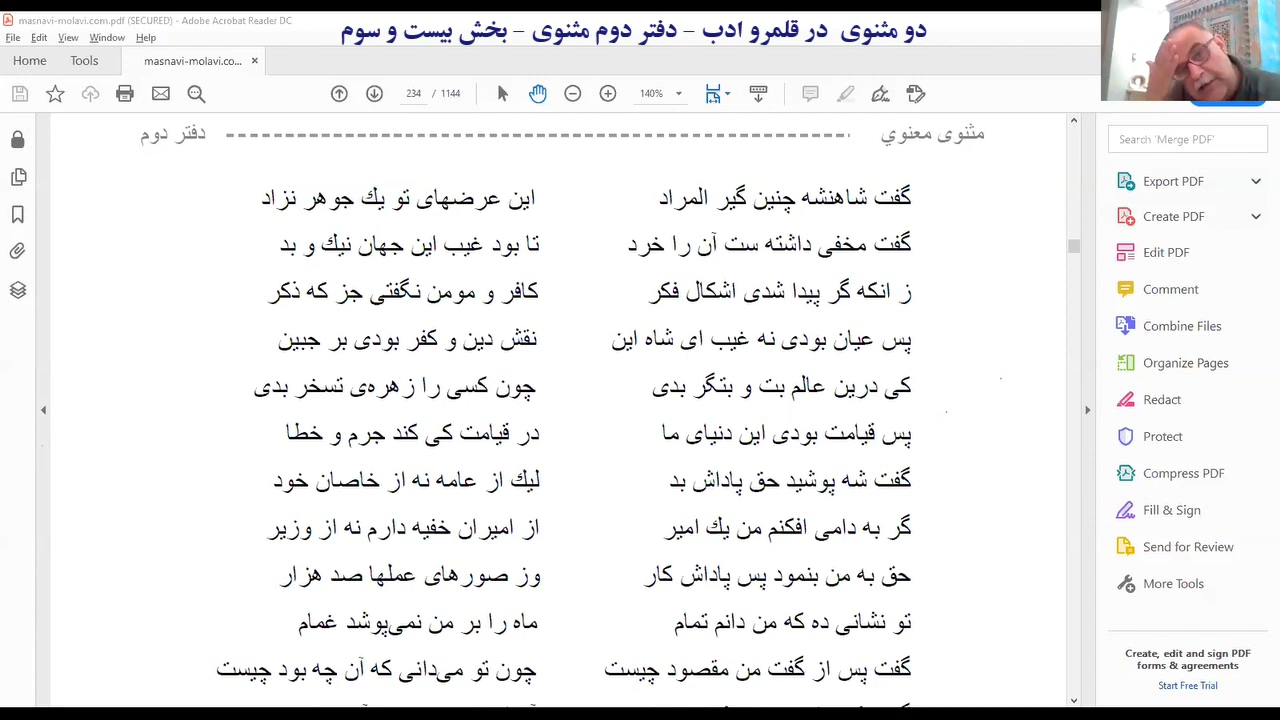 masnavi-molavi.com.pdf (SECURED) - Adobe Acrobat Reader DC
دو مثنوی در قلمرو ادب - دفتر دوم مثنوی - بخش بیست و سوم
File Edit View Window Help
Home Tools masnavi-molavi.co... ×
234 / 1144 140%
مثنوی معنوي دفتر دوم
گفت شاهنشه چنین گیر المراد این عرضهای تو یك جوهر نزاد
گفت مخفی داشته ست آن را خرد تا بود غیب این جهان نیك و بد
ز انکه گر پیدا شدی اشکال فکر کافر و مومن نگفتی جز که ذکر
پس عیان بودی نه غیب ای شاه این نقش دین و کفر بودی بر جبین
کی درین عالم بت و بتگر بدی چون کسی را زهره‌ی تسخر بدی
پس قیامت بودی این دنیای ما در قیامت کی کند جرم و خطا
گفت شه پوشید حق پاداش بد لیك از عامه نه از خاصان خود
گر به دامی افکنم من یك امیر از امیران خفیه دارم نه از وزیر
حق به من بنمود پس پاداش کار وز صورهای عملها صد هزار
تو نشانی ده که من دانم تمام ماه را بر من نمی‌پوشد غمام
گفت پس از گفت من مقصود چیست چون تو می‌دانی که آن چه بود چیست
Search 'Merge PDF'
Export PDF
Create PDF
Edit PDF
Comment
Combine Files
Organize Pages
Redact
Protect
Compress PDF
Fill & Sign
Send for Review
More Tools
Create, edit and sign PDF
forms & agreements
Start Free Trial